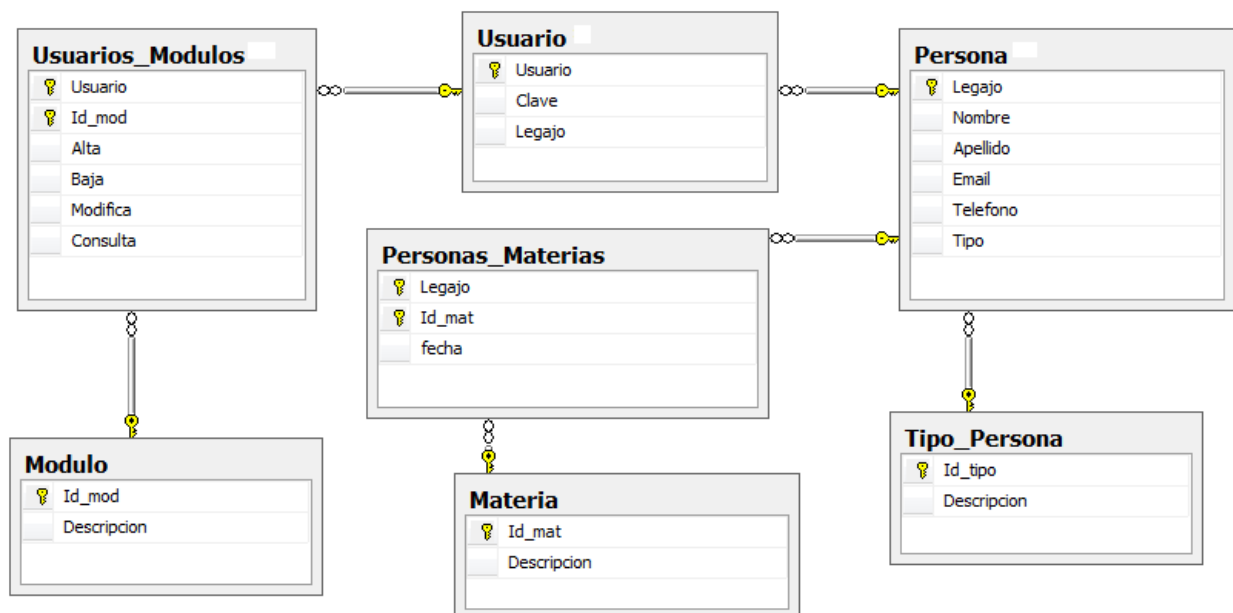 Usuarios_Modulos
Usuario
Id_mod
Alta
Baja
Modifica
Consulta
Usuario
Usuario
Clave
Legajo
Persona
Legajo
Nombre
Apellido
Email
Telefono
Tipo
Personas_Materias
Legajo
Id_mat
fecha
Modulo
Id_mod
Descripcion
Materia
Id_mat
Descripcion
Tipo_Persona
Id_tipo
Descripcion